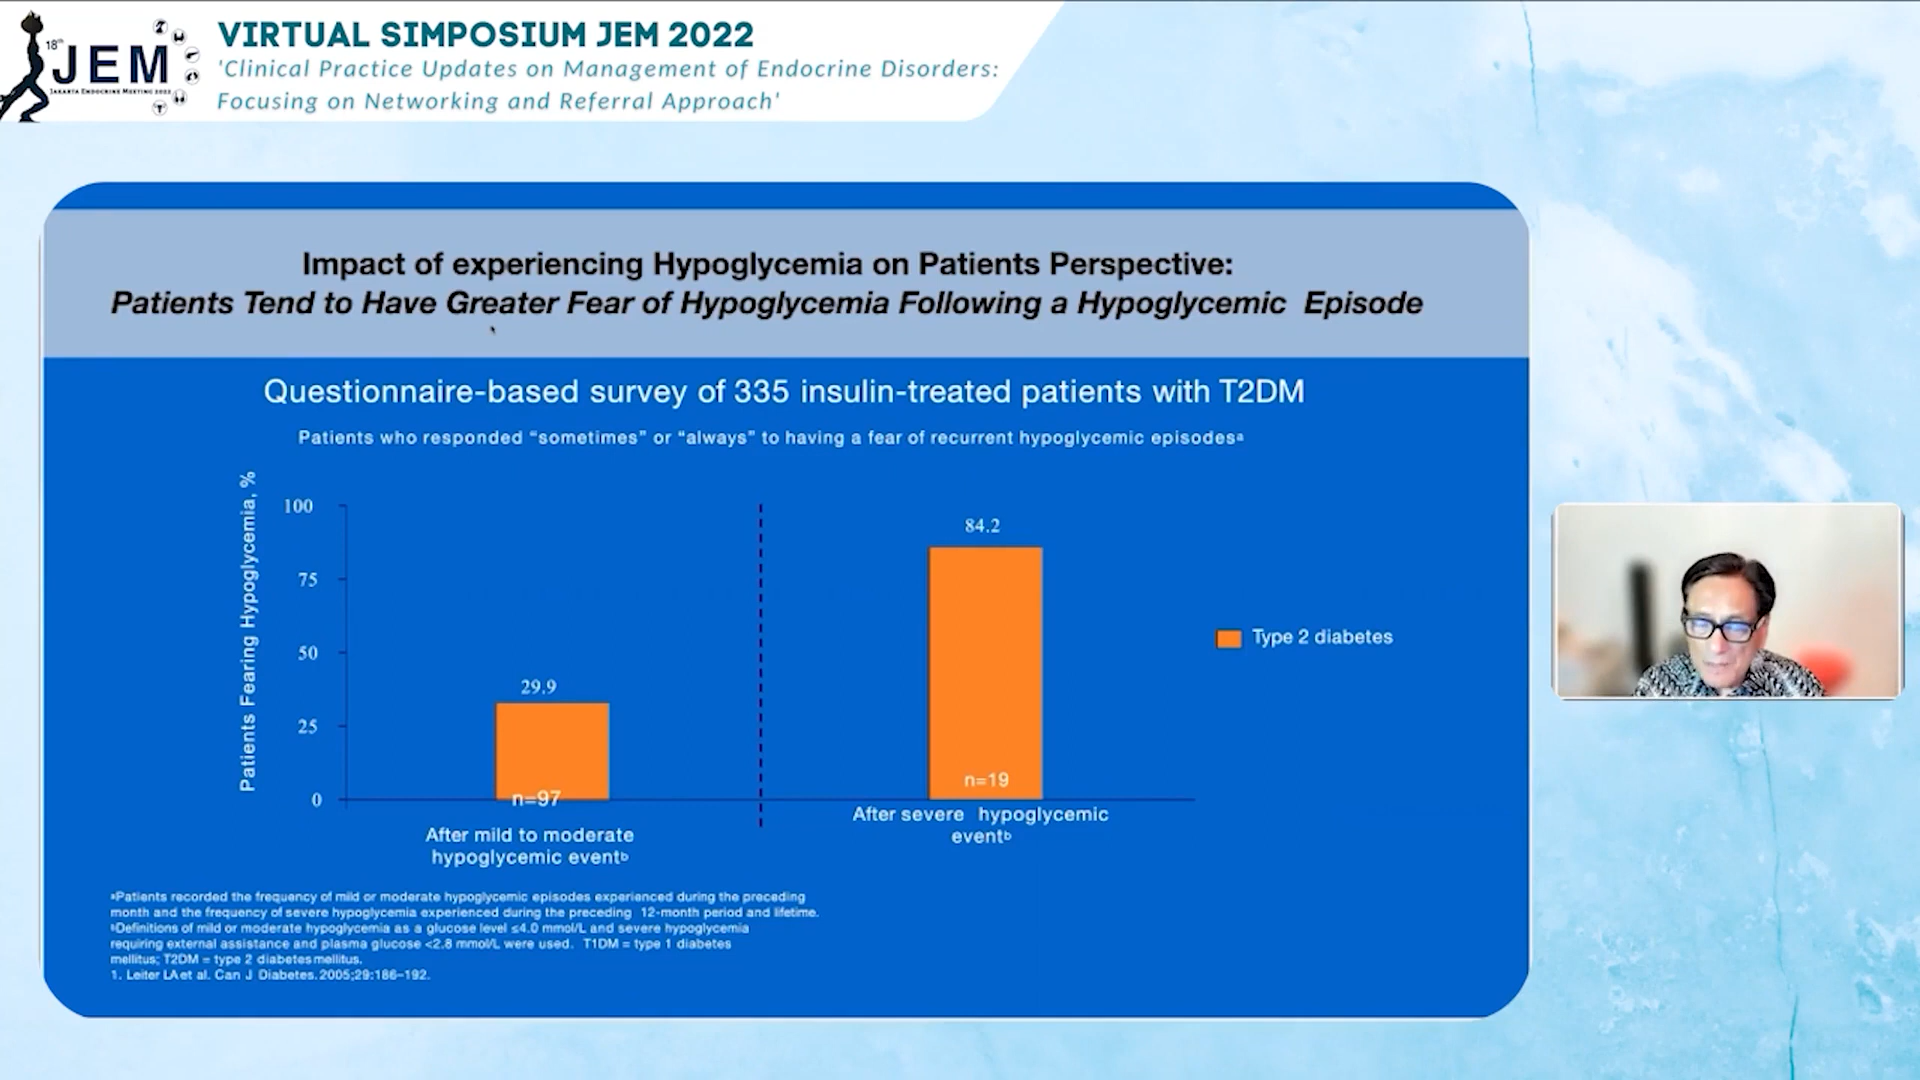 18th
JEM
JAKARTA ENDOCRINE MEETING 2022
VIRTUAL SIMPOSIUM JEM 2022
'Clinical Practice Updates on Management of Endocrine Disorders:
Focusing on Networking and Referral Approach'
Impact of experiencing Hypoglycemia on Patients Perspective:
Patients Tend to Have Greater Fear of Hypoglycemia Following a Hypoglycemic Episode
Questionnaire-based survey of 335 insulin-treated patients with T2DM
Patients who responded “sometimes” or “always” to having a fear of recurrent hypoglycemic episodesᵃ
Patients Fearing Hypoglycemia, %
100
75
50
25
0
29.9
n=97
84.2
n=19
After mild to moderate
hypoglycemic eventᵇ
After severe hypoglycemic
eventᵇ
Type 2 diabetes
ᵃPatients recorded the frequency of mild or moderate hypoglycemic episodes experienced during the preceding
month and the frequency of severe hypoglycemia experienced during the preceding 12-month period and lifetime.
ᵇDefinitions of mild or moderate hypoglycemia as a glucose level ≤4.0 mmol/L and severe hypoglycemia
requiring external assistance and plasma glucose <2.8 mmol/L were used. T1DM = type 1 diabetes
mellitus; T2DM = type 2 diabetes mellitus.
1. Leiter LA et al. Can J Diabetes. 2005;29:186–192.